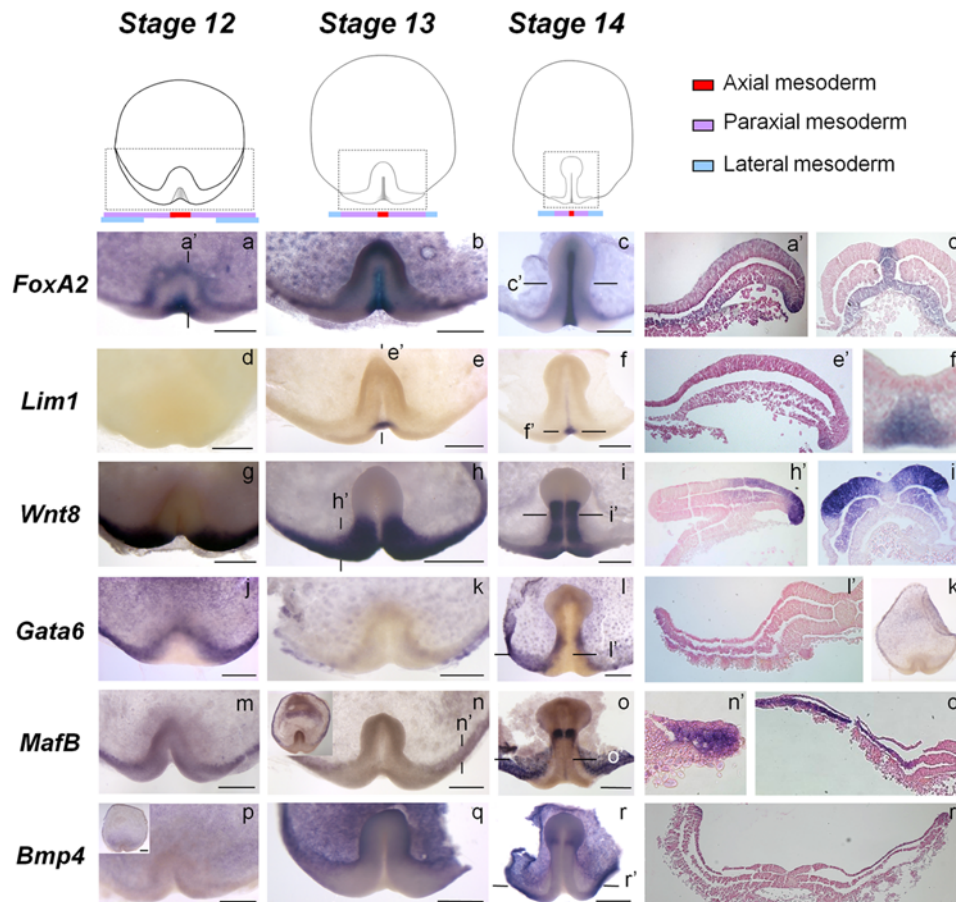 Stage 12 Stage 13 Stage 14
Axial mesoderm
Paraxial mesoderm
Lateral mesoderm
FoxA2 a' a b c' c a'
Lim1 d e' e f' f e' f
Wnt8 g h' h i' i h' i
Gata6 j k l' l l' k
MafB m n' n o o n' o
Bmp4 p q r' r r